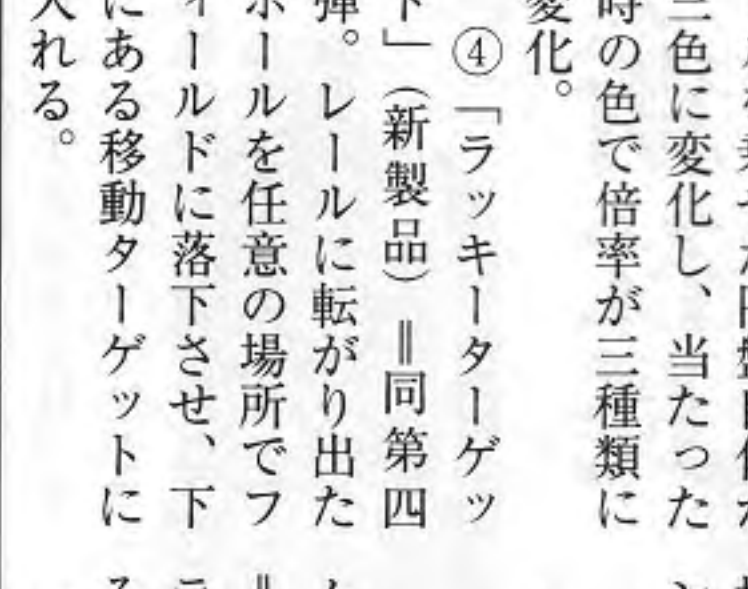 三色に変化し、当たった
時の色で倍率が三種類に
変化。
④「ラッキーターゲッ
ト」（新製品）＝同第四
弾。レールに転がり出た
ボールを任意の場所でフ
ィールドに落下させ、下
にある移動ターゲットに
入れる。